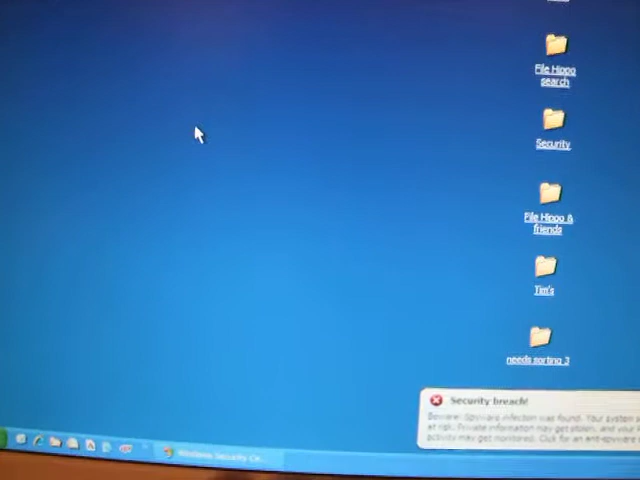 File Hippo
search
Security
File Hippo &
friends
Tim's
needs sorting 3
Security breach!
Beware! Spyware infection was found. Your system
at risk. Private information may get stolen, and your
activity may get monitored. Click for an anti-spyware
Windows Security Ce...